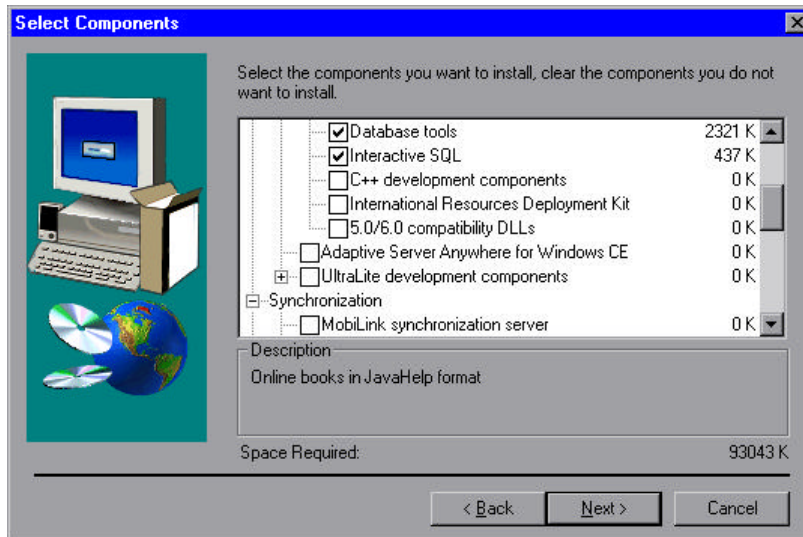 Select Components
Select the components you want to install, clear the components you do not
want to install.
Database tools 2321 K
Interactive SQL 437 K
C++ development components 0 K
International Resources Deployment Kit 0 K
5.0/6.0 compatibility DLLs 0 K
Adaptive Server Anywhere for Windows CE 0 K
UltraLite development components 0 K
Synchronization
MobiLink synchronization server 0 K
Description
Online books in JavaHelp format
Space Required: 93043 K
< Back Next > Cancel